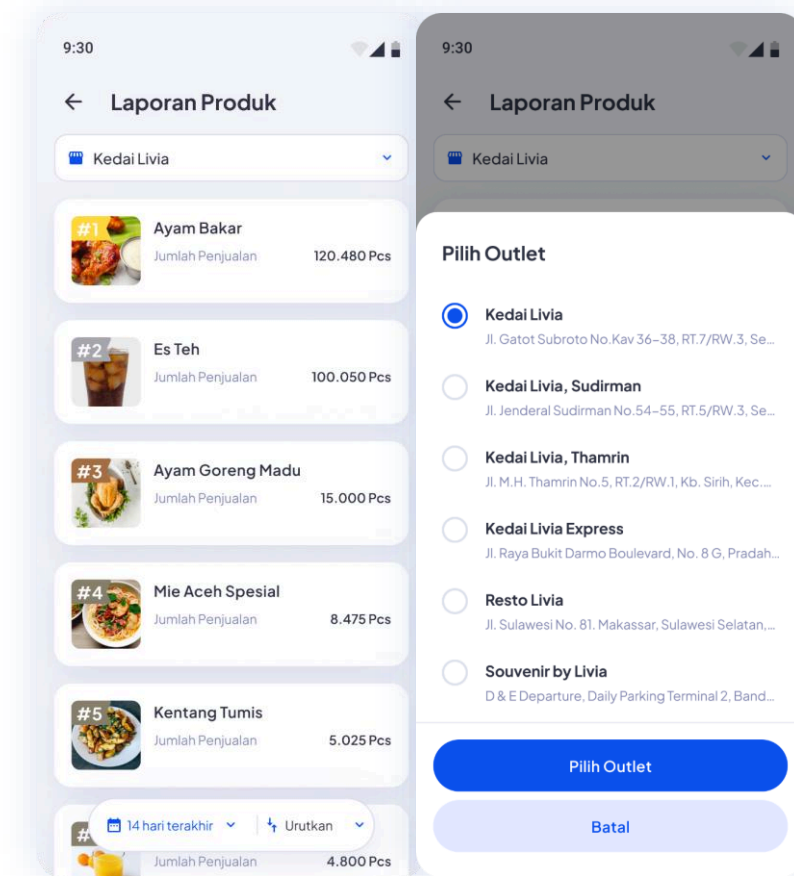 9:30
Laporan Produk
Kedai Livia
#1
Ayam Bakar
Jumlah Penjualan
120.480 Pcs
#2
Es Teh
Jumlah Penjualan
100.050 Pcs
#3
Ayam Goreng Madu
Jumlah Penjualan
15.000 Pcs
#4
Mie Aceh Spesial
Jumlah Penjualan
8.475 Pcs
#5
Kentang Tumis
Jumlah Penjualan
5.025 Pcs
#
14 hari terakhir
Urutkan
Jumlah Penjualan
4.800 Pcs
9:30
Laporan Produk
Kedai Livia
Pilih Outlet
Kedai Livia
Jl. Gatot Subroto No.Kav 36–38, RT.7/RW.3, Se...
Kedai Livia, Sudirman
Jl. Jenderal Sudirman No.54–55, RT.5/RW.3, Se...
Kedai Livia, Thamrin
Jl. M.H. Thamrin No.5, RT.2/RW.1, Kb. Sirih, Kec....
Kedai Livia Express
Jl. Raya Bukit Darmo Boulevard, No. 8 G, Pradah...
Resto Livia
Jl. Sulawesi No. 81. Makassar, Sulawesi Selatan,...
Souvenir by Livia
D & E Departure, Daily Parking Terminal 2, Band...
Pilih Outlet
Batal